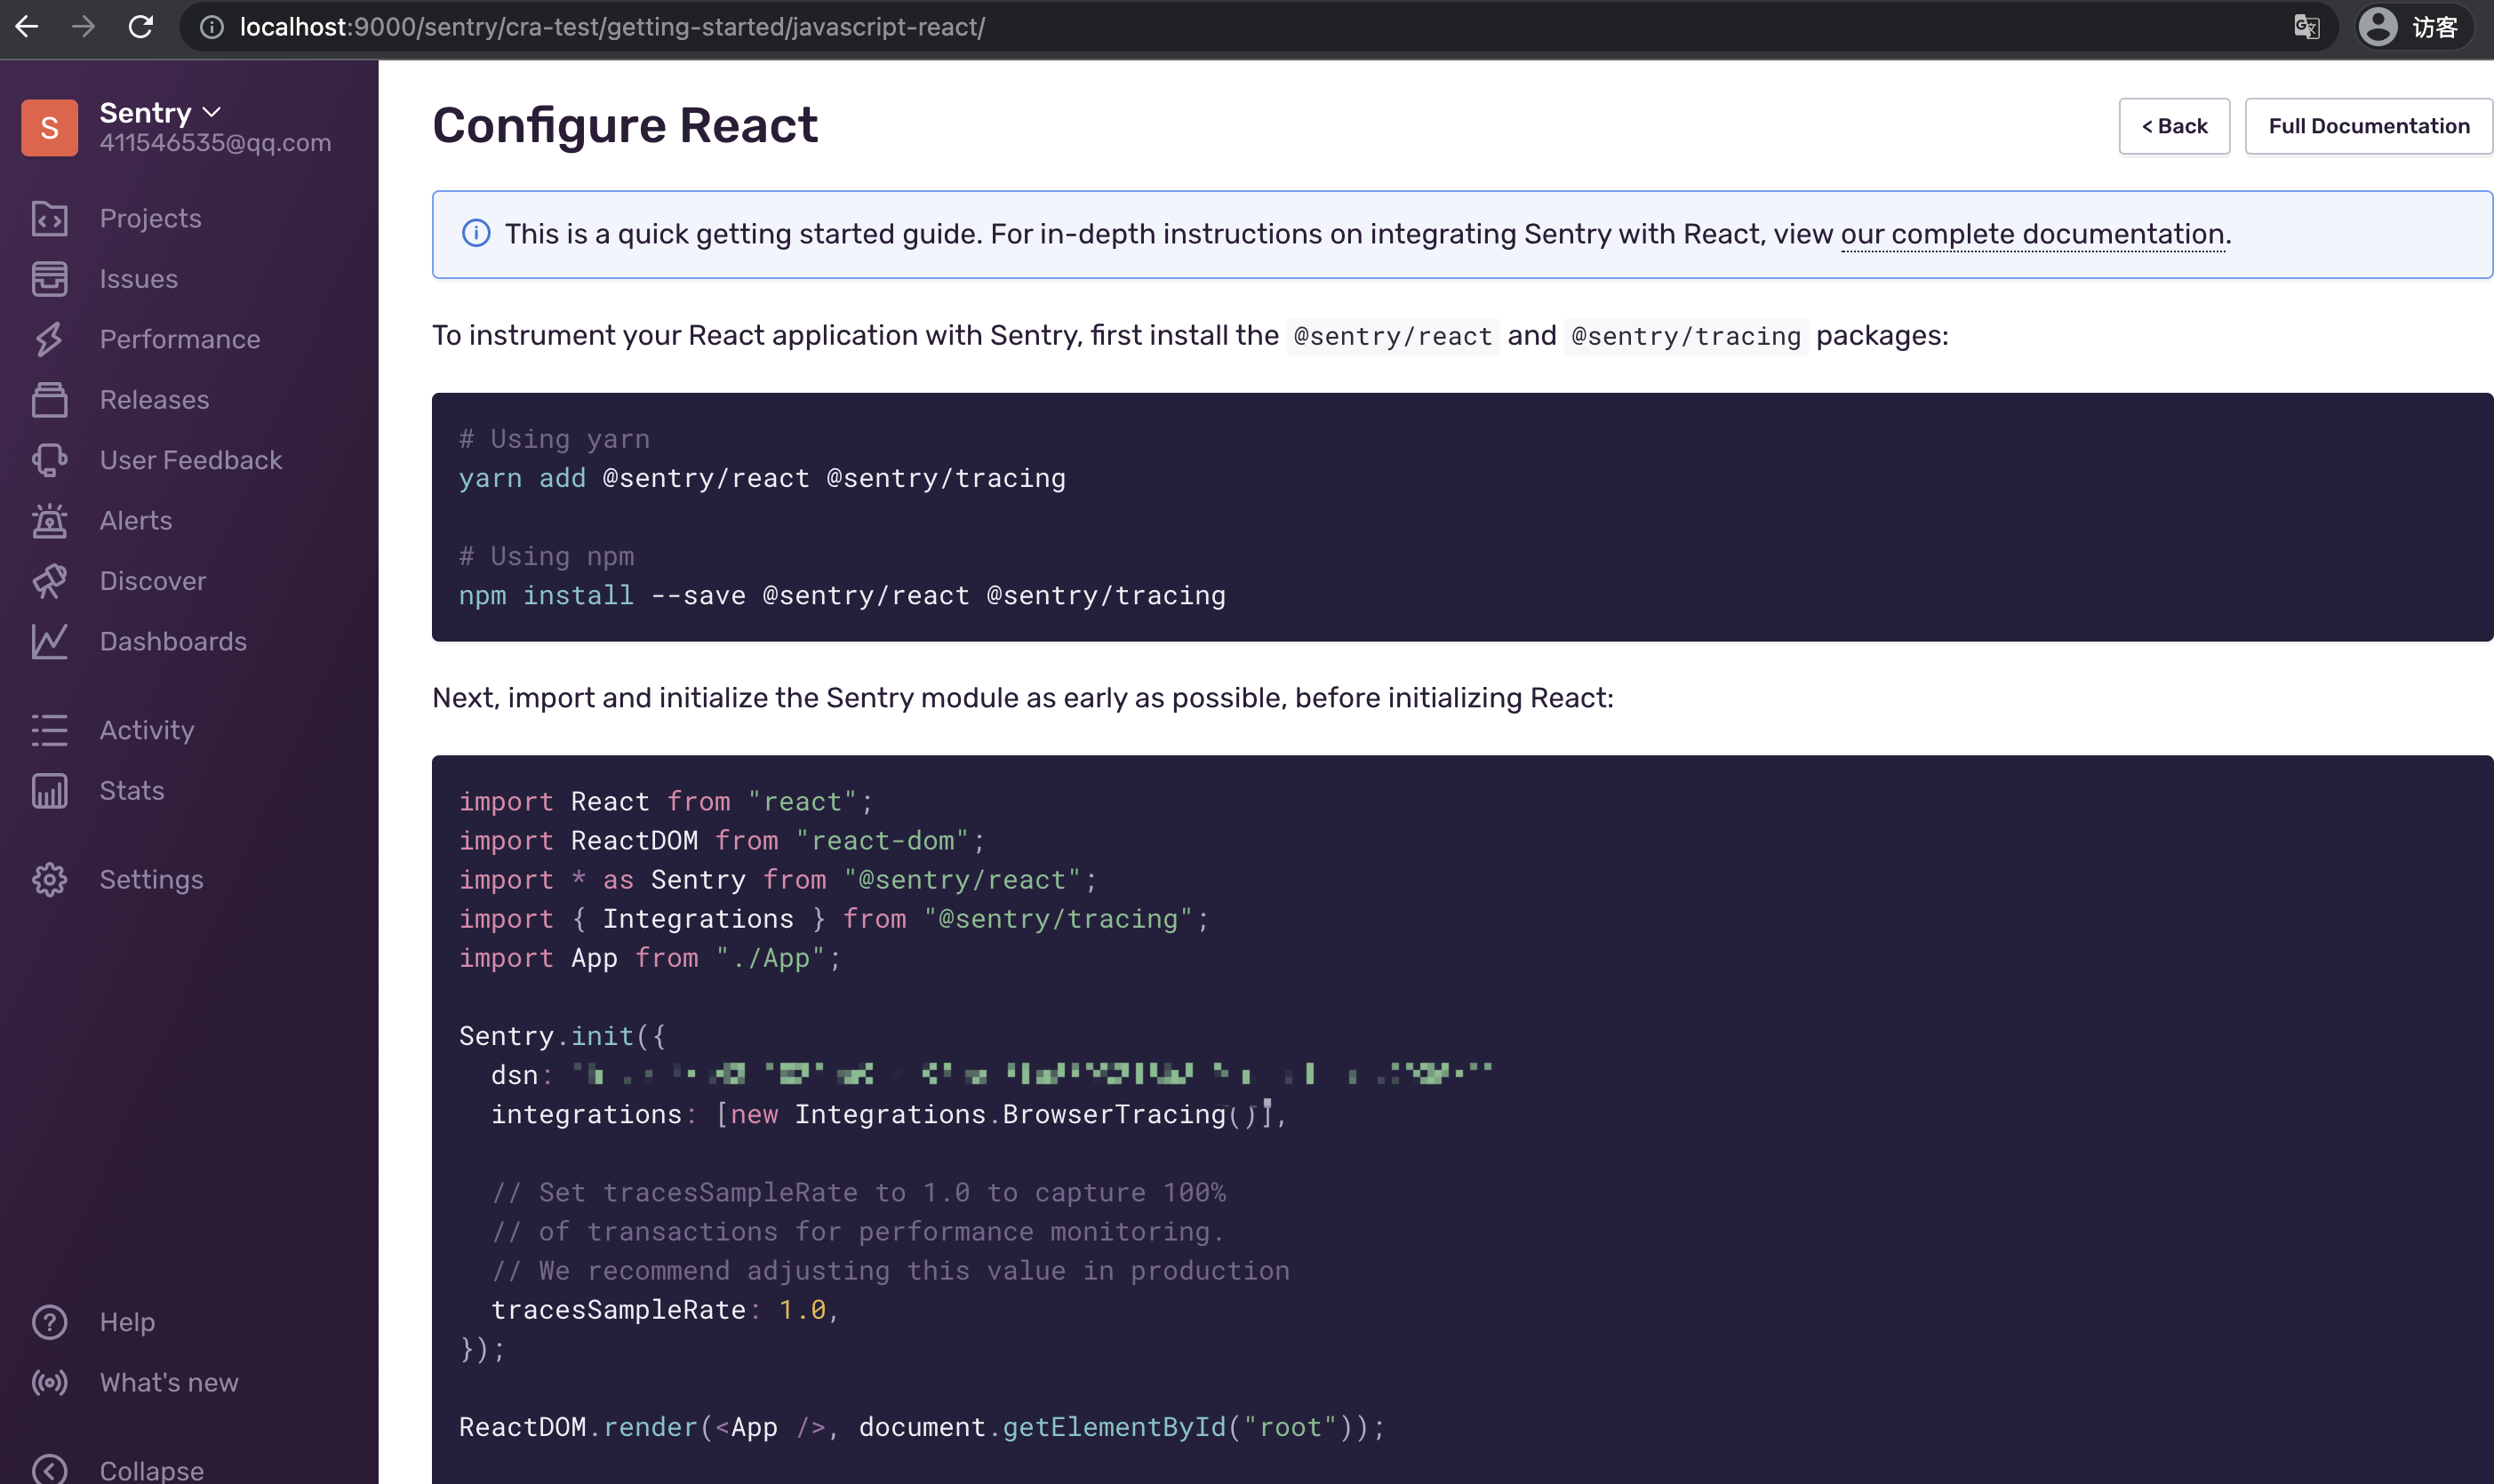 localhost:9000/sentry/cra-test/getting-started/javascript-react/
访客
S
Sentry
411546535@qq.com
Projects
Issues
Performance
Releases
User Feedback
Alerts
Discover
Dashboards
Activity
Stats
Settings
Help
What's new
Collapse
Configure React
< Back
Full Documentation
This is a quick getting started guide. For in-depth instructions on integrating Sentry with React, view our complete documentation.
To instrument your React application with Sentry, first install the @sentry/react and @sentry/tracing packages:
# Using yarn
yarn add @sentry/react @sentry/tracing
# Using npm
npm install --save @sentry/react @sentry/tracing
Next, import and initialize the Sentry module as early as possible, before initializing React:
import React from "react";
import ReactDOM from "react-dom";
import * as Sentry from "@sentry/react";
import { Integrations } from "@sentry/tracing";
import App from "./App";
Sentry.init({
dsn:
integrations: [new Integrations.BrowserTracing()],
// Set tracesSampleRate to 1.0 to capture 100%
// of transactions for performance monitoring.
// We recommend adjusting this value in production
tracesSampleRate: 1.0,
});
ReactDOM.render(<App />, document.getElementById("root"));